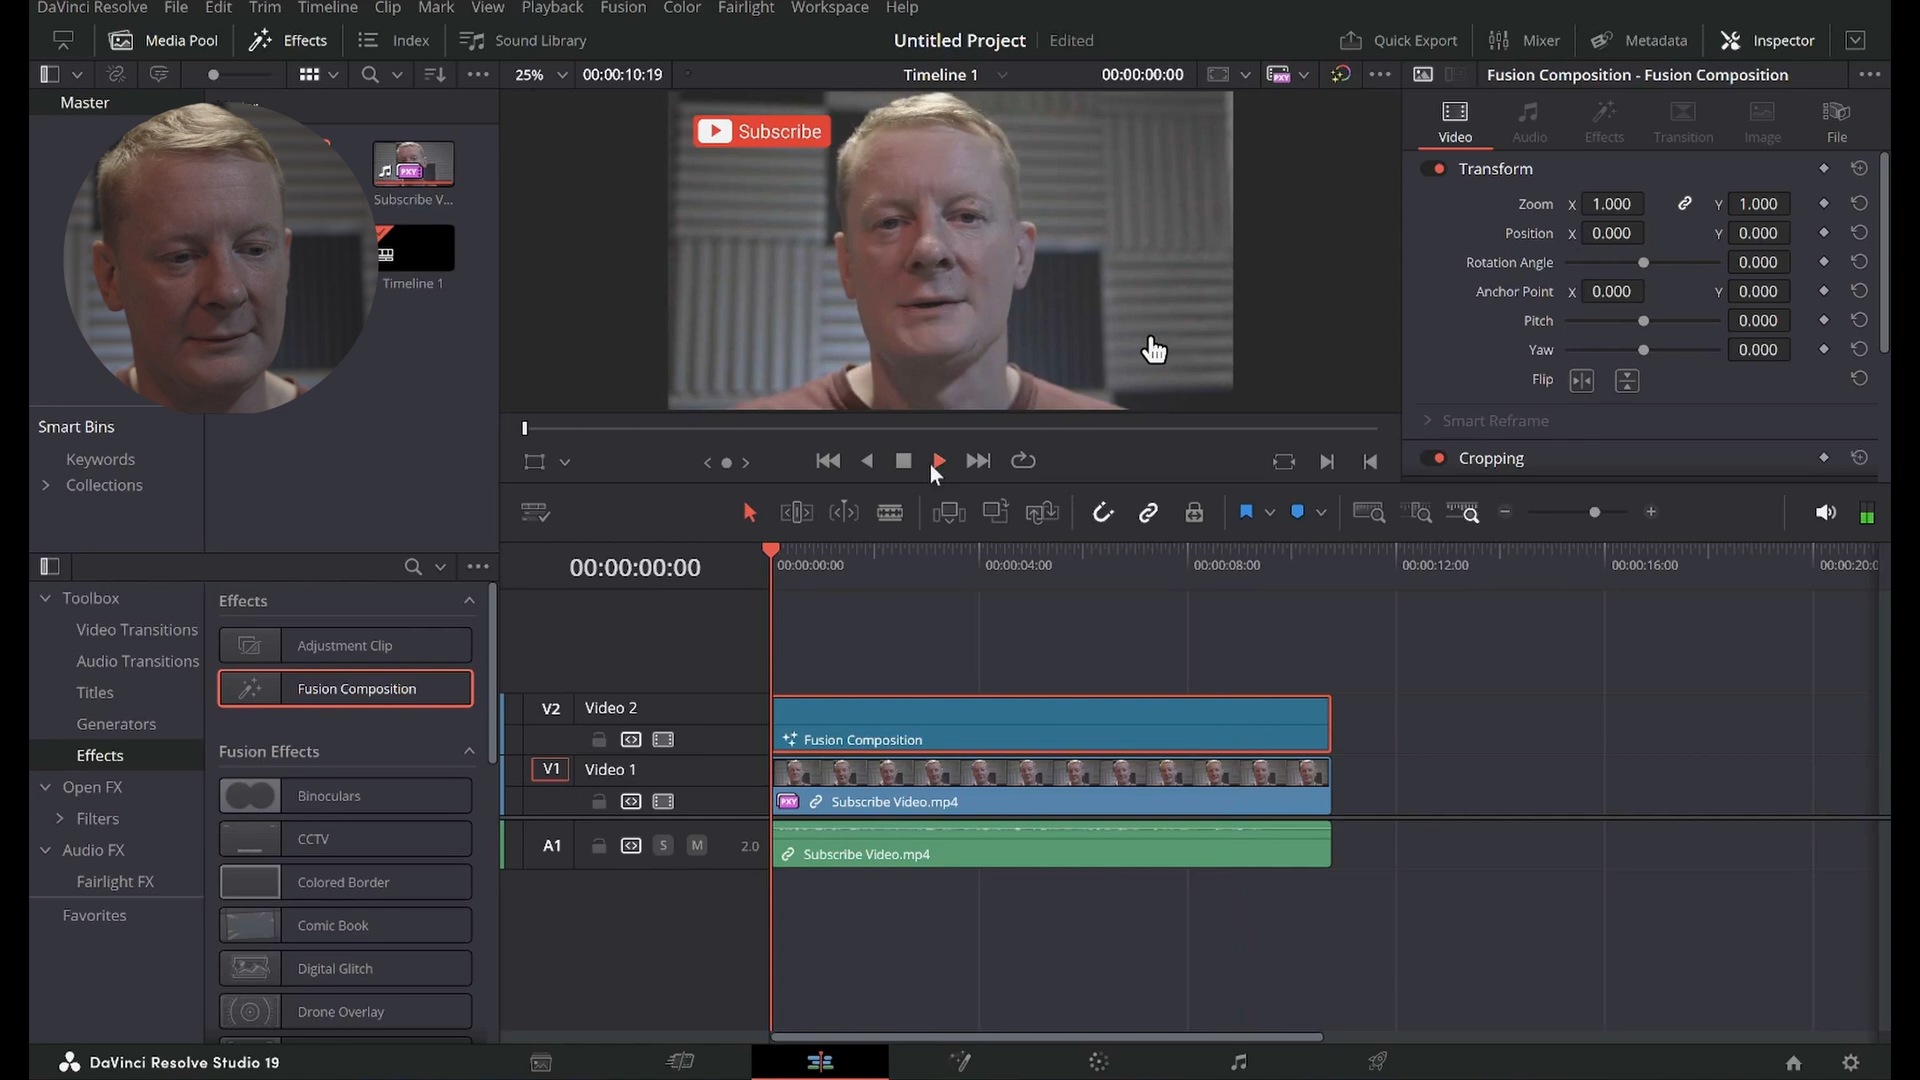 DaVinci Resolve File Edit Trim Timeline Clip Mark View Playback Fusion Color Fairlight Workspace Help
Media Pool Effects Index Sound Library Untitled Project Edited Quick Export Mixer Metadata Inspector
25% 00:00:10:19 Timeline 1 00:00:00:00 PXY Fusion Composition - Fusion Composition
Master
Subscribe
Video Audio Effects Transition Image File
PXY
Subscribe V...
Timeline 1
Transform
Zoom X 1.000 Y 1.000
Position X 0.000 Y 0.000
Rotation Angle 0.000
Anchor Point X 0.000 Y 0.000
Pitch 0.000
Yaw 0.000
Flip
Smart Reframe
Cropping
Smart Bins
Keywords
Collections
00:00:00:00
00:00:00:00 00:00:04:00 00:00:08:00 00:00:12:00 00:00:16:00 00:00:20:0
Toolbox
Video Transitions
Audio Transitions
Titles
Generators
Effects
Open FX
Filters
Audio FX
Fairlight FX
Favorites
Effects
Adjustment Clip
Fusion Composition
Fusion Effects
Binoculars
CCTV
Colored Border
Comic Book
Digital Glitch
Drone Overlay
V2 Video 2
Fusion Composition
V1 Video 1
PXY Subscribe Video.mp4
A1 S M 2.0
Subscribe Video.mp4
DaVinci Resolve Studio 19